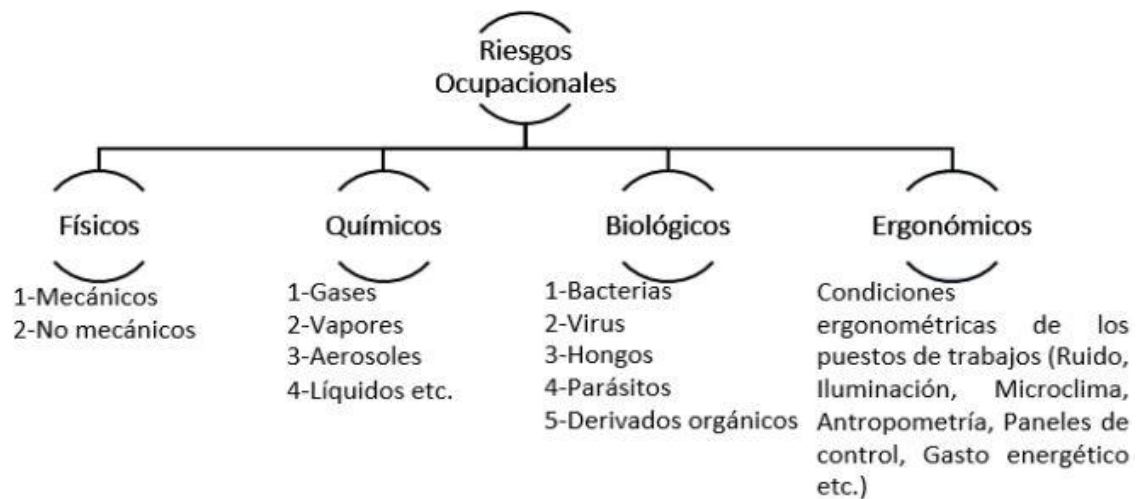 Riesgos
Ocupacionales
Físicos
1-Mecánicos
2-No mecánicos
Químicos
1-Gases
2-Vapores
3-Aerosoles
4-Líquidos etc.
Biológicos
1-Bacterias
2-Virus
3-Hongos
4-Parásitos
5-Derivados orgánicos
Ergonómicos
Condiciones
ergonométricas de los
puestos de trabajos (Ruido,
Iluminación, Microclima,
Antropometría, Paneles de
control, Gasto energético
etc.)